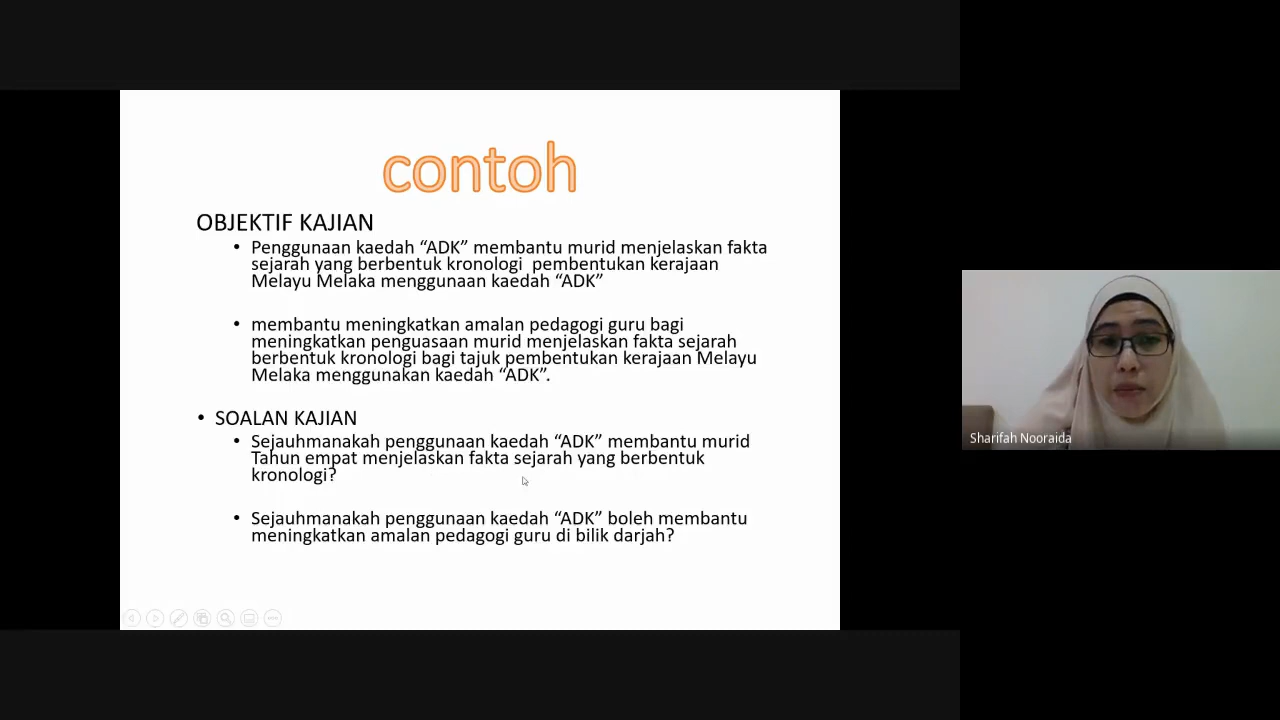 contoh
OBJEKTIF KAJIAN
• Penggunaan kaedah “ADK” membantu murid menjelaskan fakta
sejarah yang berbentuk kronologi  pembentukan kerajaan
Melayu Melaka menggunaan kaedah “ADK”
• membantu meningkatkan amalan pedagogi guru bagi
meningkatkan penguasaan murid menjelaskan fakta sejarah
berbentuk kronologi bagi tajuk pembentukan kerajaan Melayu
Melaka menggunakan kaedah “ADK”.
• SOALAN KAJIAN
• Sejauhmanakah penggunaan kaedah “ADK” membantu murid
Tahun empat menjelaskan fakta sejarah yang berbentuk
kronologi?
• Sejauhmanakah penggunaan kaedah “ADK” boleh membantu
meningkatkan amalan pedagogi guru di bilik darjah?
Sharifah Nooraida